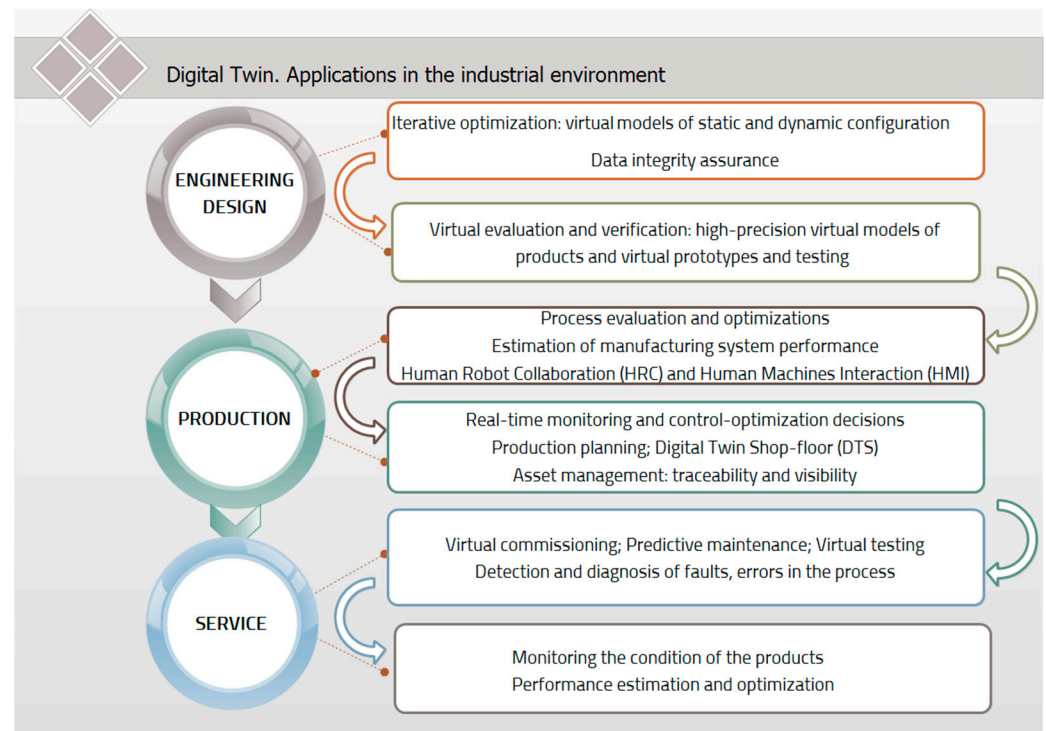 Digital Twin. Applications in the industrial environment
ENGINEERING
DESIGN
Iterative optimization: virtual models of static and dynamic configuration
Data integrity assurance
Virtual evaluation and verification: high-precision virtual models of
products and virtual prototypes and testing
PRODUCTION
Process evaluation and optimizations
Estimation of manufacturing system performance
Human Robot Collaboration (HRC) and Human Machines Interaction (HMI)
Real-time monitoring and control-optimization decisions
Production planning; Digital Twin Shop-floor (DTS)
Asset management: traceability and visibility
SERVICE
Virtual commissioning; Predictive maintenance; Virtual testing
Detection and diagnosis of faults, errors in the process
Monitoring the condition of the products
Performance estimation and optimization